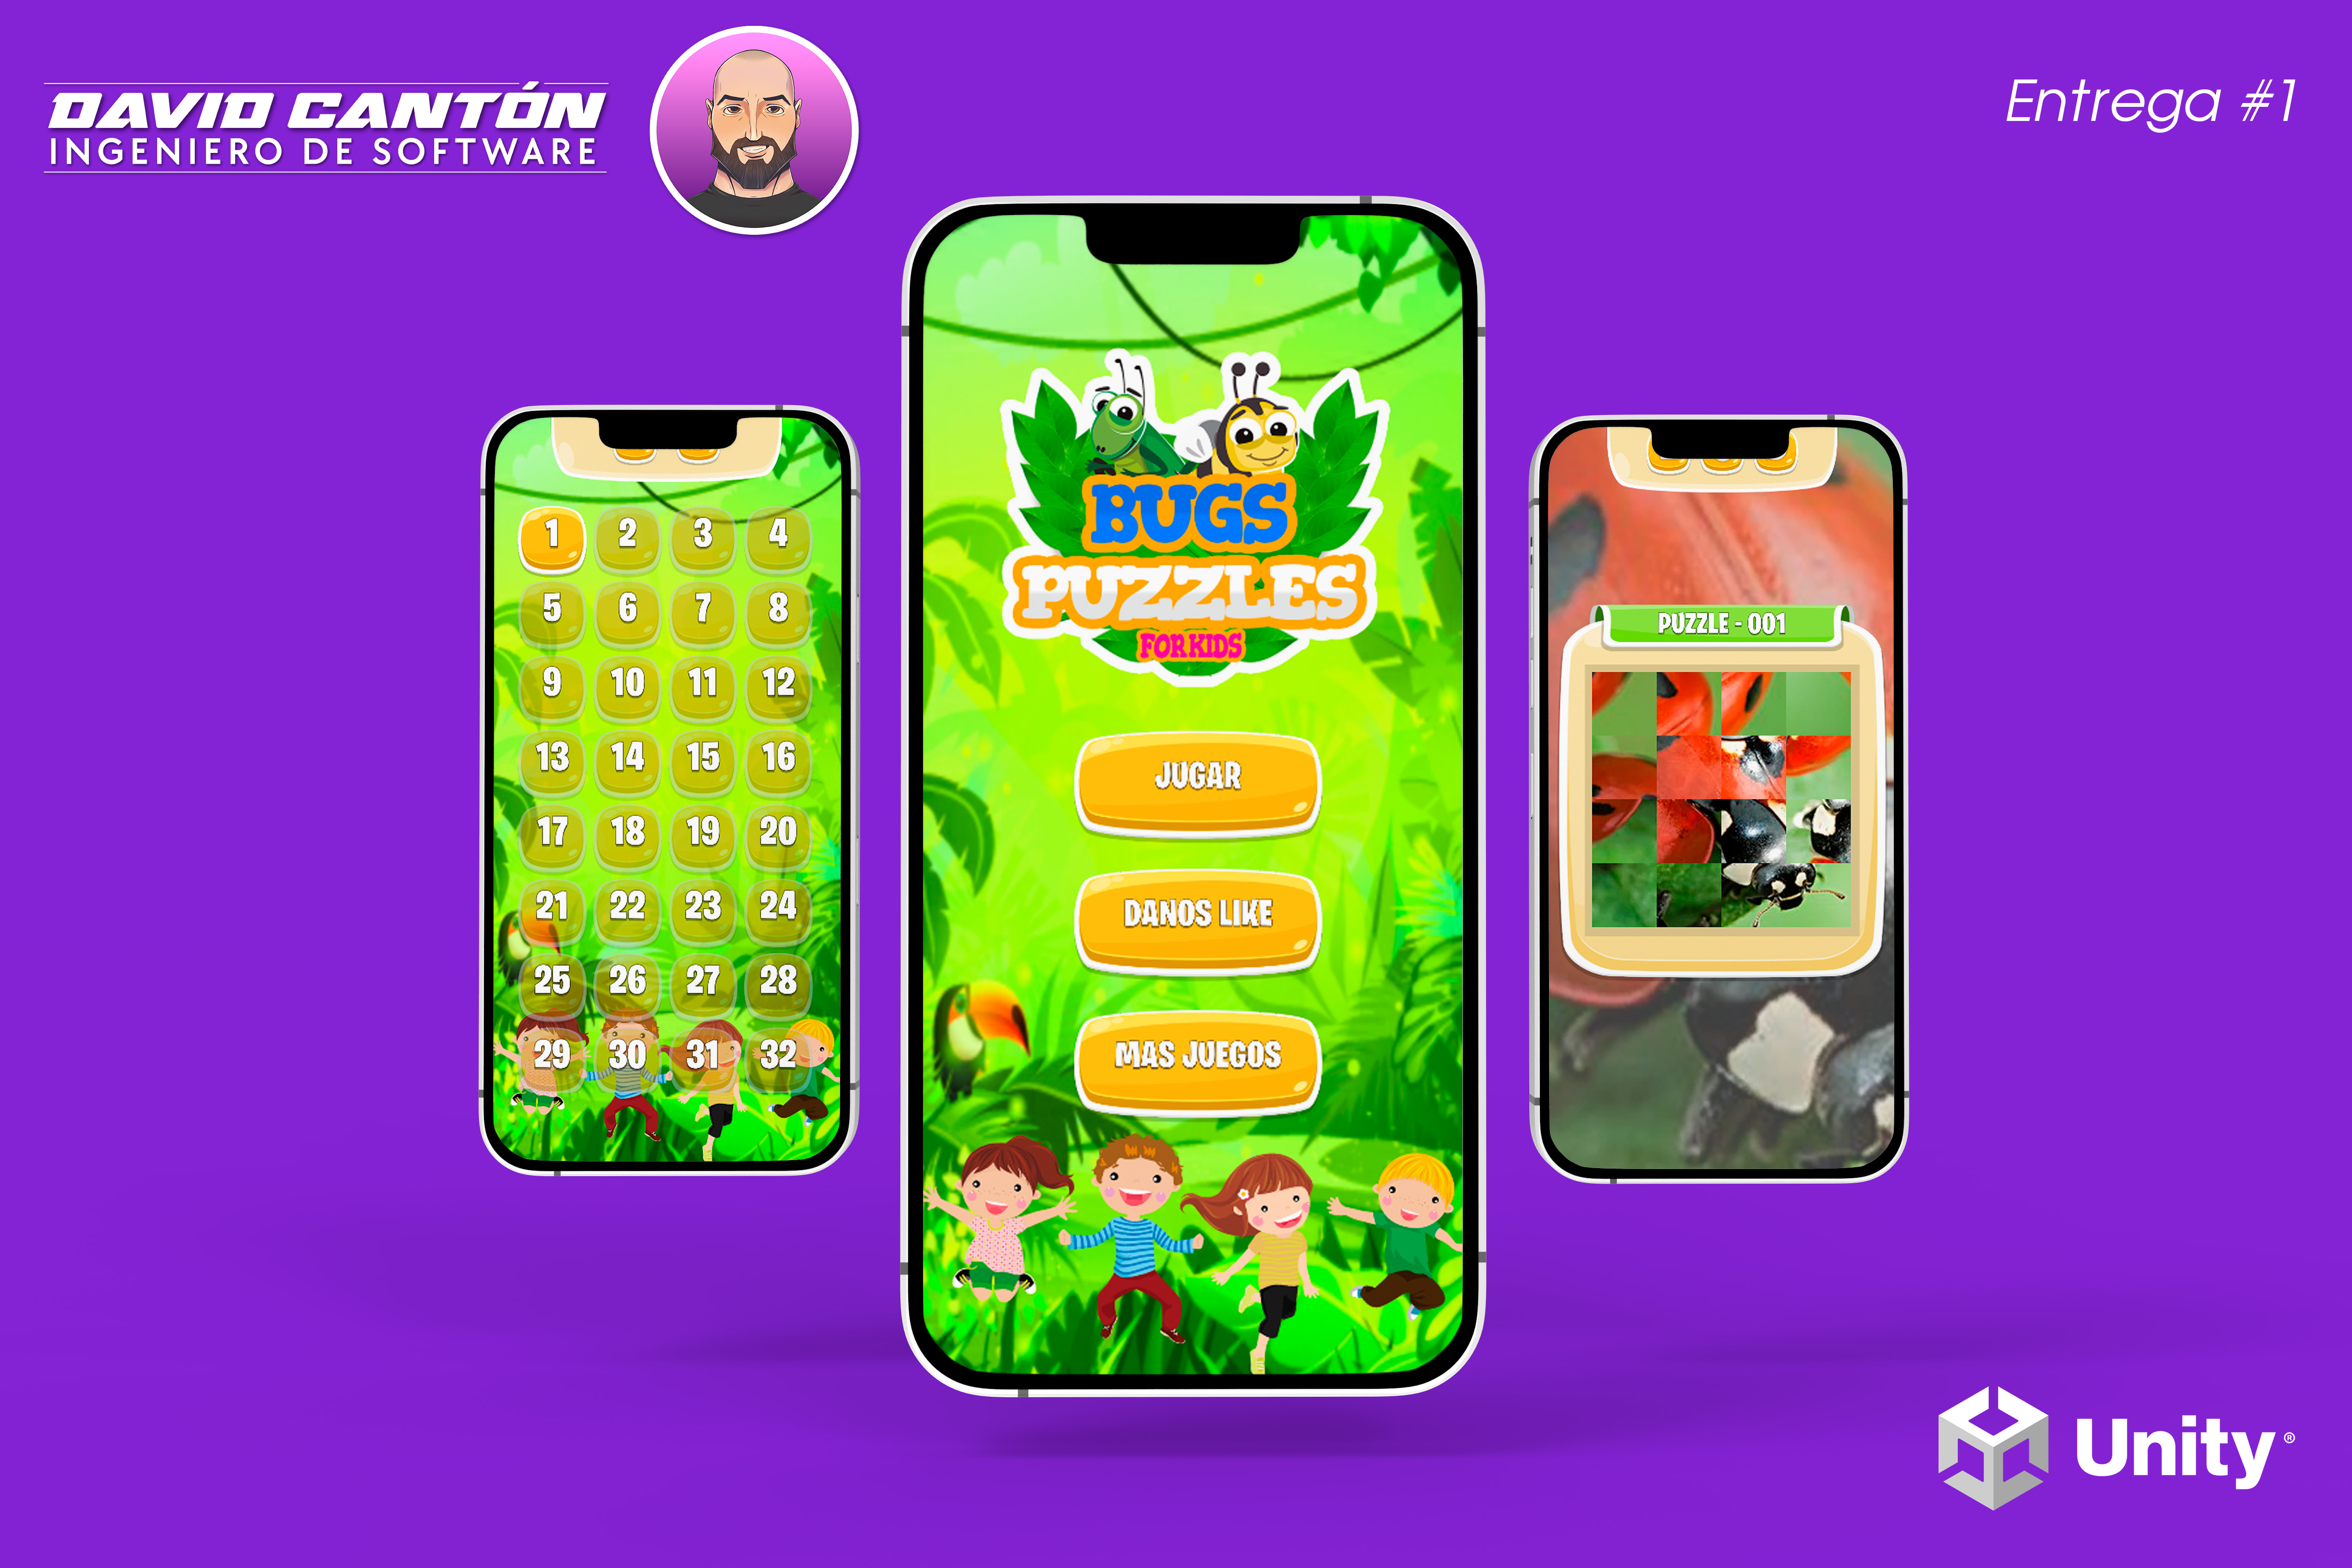 DAVID CANTÓN
INGENIERO DE SOFTWARE
Entrega #1
1 2 3 4
5 6 7 8
9 10 11 12
13 14 15 16
17 18 19 20
21 22 23 24
25 26 27 28
29 30 31 32
BUGS
PUZZLES
FOR KIDS
JUGAR
DANOS LIKE
MAS JUEGOS
PUZZLE - 001
Unity®